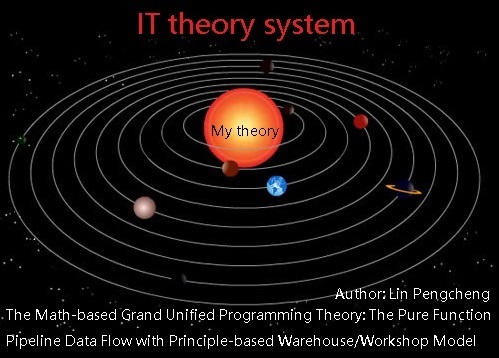 IT theory system
My theory
Author: Lin Pengcheng
The Math-based Grand Unified Programming Theory: The Pure Function
Pipeline Data Flow with Principle-based Warehouse/Workshop Model